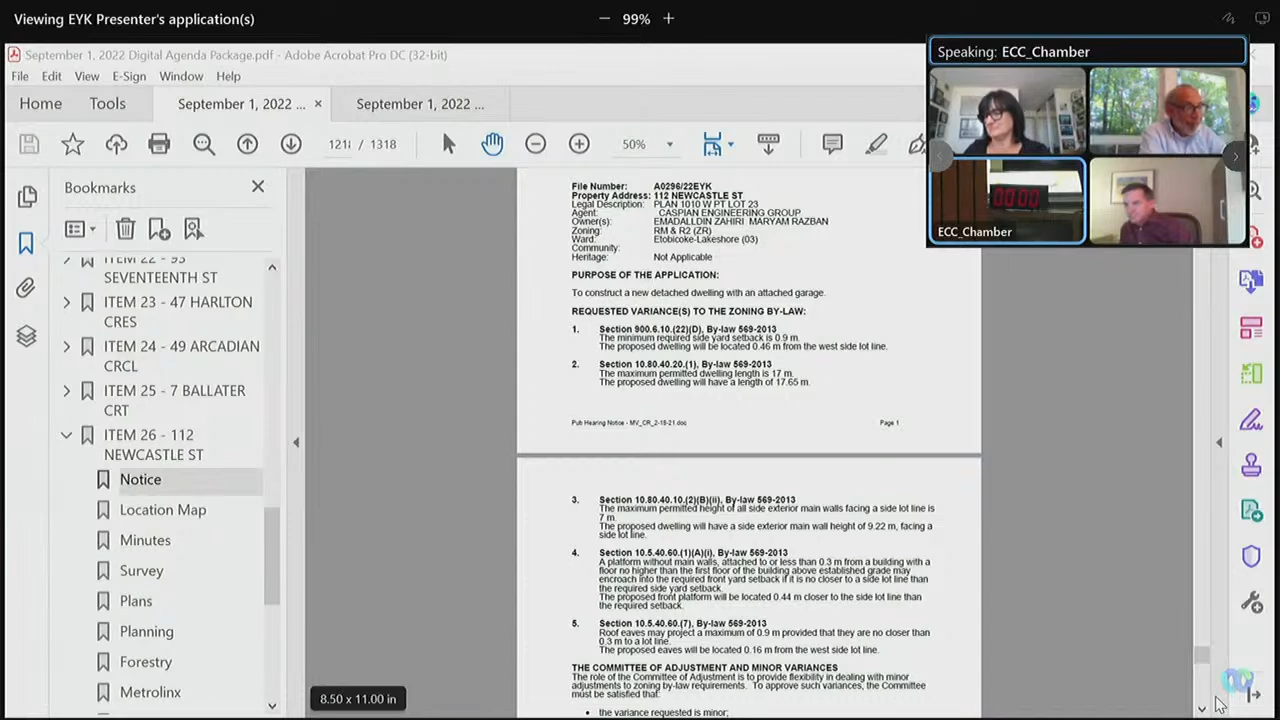 Viewing EYK Presenter's application(s)
99%
September 1, 2022 Digital Agenda Package.pdf - Adobe Acrobat Pro DC (32-bit)
File Edit View E-Sign Window Help
Home Tools September 1, 2022 ... September 1, 2022 ...
1218 / 1318 50%
Speaking: ECC_Chamber
ECC_Chamber
Bookmarks
ITEM 22 - 93
SEVENTEENTH ST
ITEM 23 - 47 HARLTON
CRES
ITEM 24 - 49 ARCADIAN
CRCL
ITEM 25 - 7 BALLATER
CRT
ITEM 26 - 112
NEWCASTLE ST
Notice
Location Map
Minutes
Survey
Plans
Planning
Forestry
Metrolinx
File Number: A0296/22EYK
Property Address: 112 NEWCASTLE ST
Legal Description: PLAN 1010 W PT LOT 23
Agent: CASPIAN ENGINEERING GROUP
Owner(s): EMADALLDIN ZAHIRI MARYAM RAZBAN
Zoning: RM & R2 (ZR)
Ward: Etobicoke-Lakeshore (03)
Community:
Heritage: Not Applicable
PURPOSE OF THE APPLICATION:
To construct a new detached dwelling with an attached garage.
REQUESTED VARIANCE(S) TO THE ZONING BY-LAW:
1. Section 900.6.10.(22)(D), By-law 569-2013
The minimum required side yard setback is 0.9 m.
The proposed dwelling will be located 0.46 m from the west side lot line.
2. Section 10.80.40.20.(1), By-law 569-2013
The maximum permitted dwelling length is 17 m.
The proposed dwelling will have a length of 17.65 m.
Pub Hearing Notice - MV_CR_2-18-21.doc Page 1
3. Section 10.80.40.10.(2)(B)(ii), By-law 569-2013
The maximum permitted height of all side exterior main walls facing a side lot line is
7 m.
The proposed dwelling will have a side exterior main wall height of 9.22 m, facing a
side lot line.
4. Section 10.5.40.60.(1)(A)(i), By-law 569-2013
A platform without main walls, attached to or less than 0.3 m from a building with a
floor no higher than the first floor of the building above established grade may
encroach into the required front yard setback if it is no closer to a side lot line than
the required side yard setback.
The proposed front platform will be located 0.44 m closer to the side lot line than
the required setback.
5. Section 10.5.40.60.(7), By-law 569-2013
Roof eaves may project a maximum of 0.9 m provided that they are no closer than
0.3 m to a lot line.
The proposed eaves will be located 0.16 m from the west side lot line.
THE COMMITTEE OF ADJUSTMENT AND MINOR VARIANCES
The role of the Committee of Adjustment is to provide flexibility in dealing with minor
adjustments to zoning by-law requirements. To approve such variances, the Committee
must be satisfied that:
• the variance requested is minor;
8.50 x 11.00 in